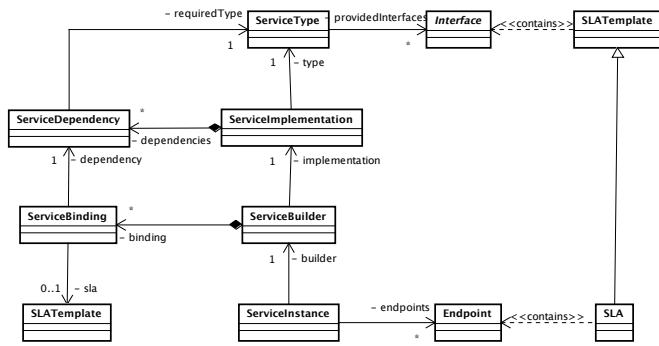 - requiredType
ServiceType
- providedInterfaces
Interface
<<contains>>
SLATemplate
1
*
1
- type
ServiceDependency
*
ServiceImplementation
- dependencies
1
- dependency
1
- implementation
ServiceBinding
*
ServiceBuilder
- binding
1
- builder
0..1
- sla
SLATemplate
ServiceInstance
- endpoints
*
Endpoint
<<contains>>
SLA